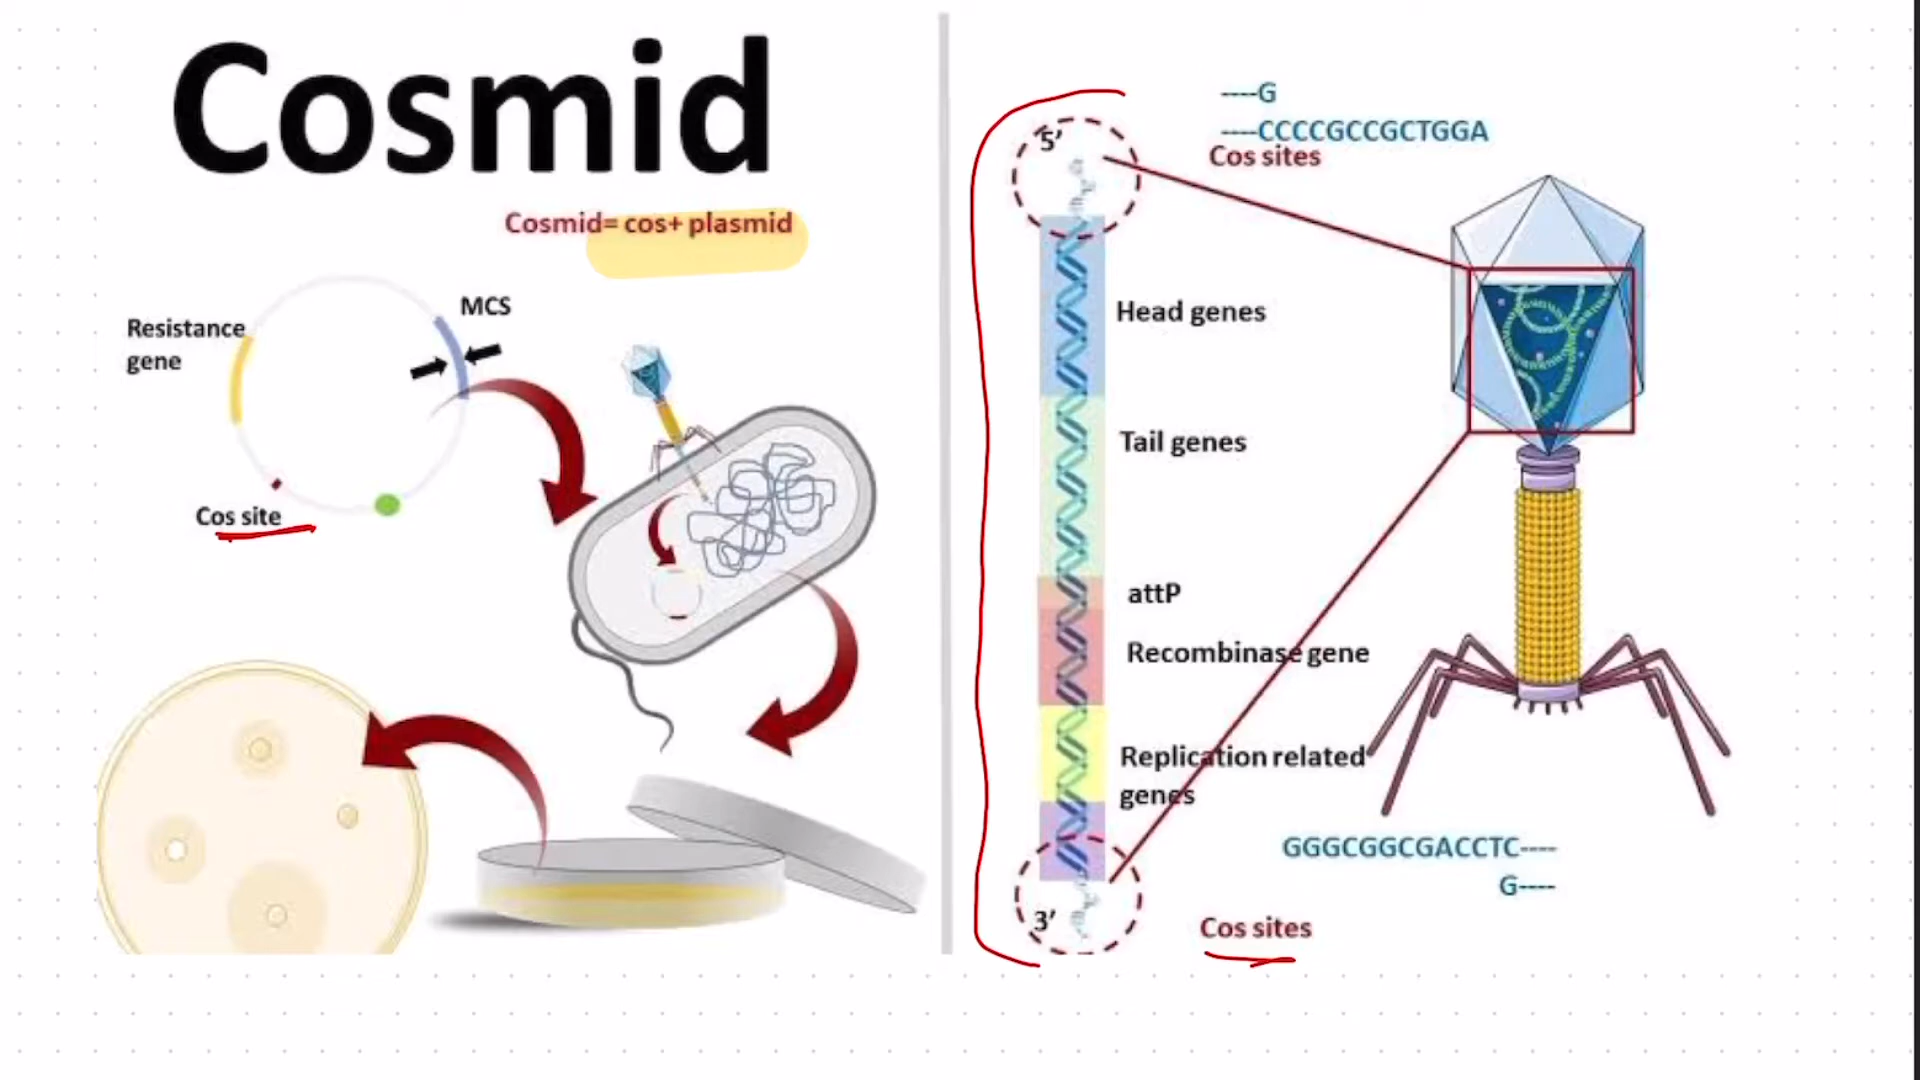 Cosmid
Cosmid= cos+ plasmid
Resistance
gene
MCS
Cos site
----G
----CCCCGCCGCTGGA
Cos sites
5'
Head genes
Tail genes
attP
Recombinase gene
Replication related
genes
GGGCGGCGACCTC----
G----
3'
Cos sites